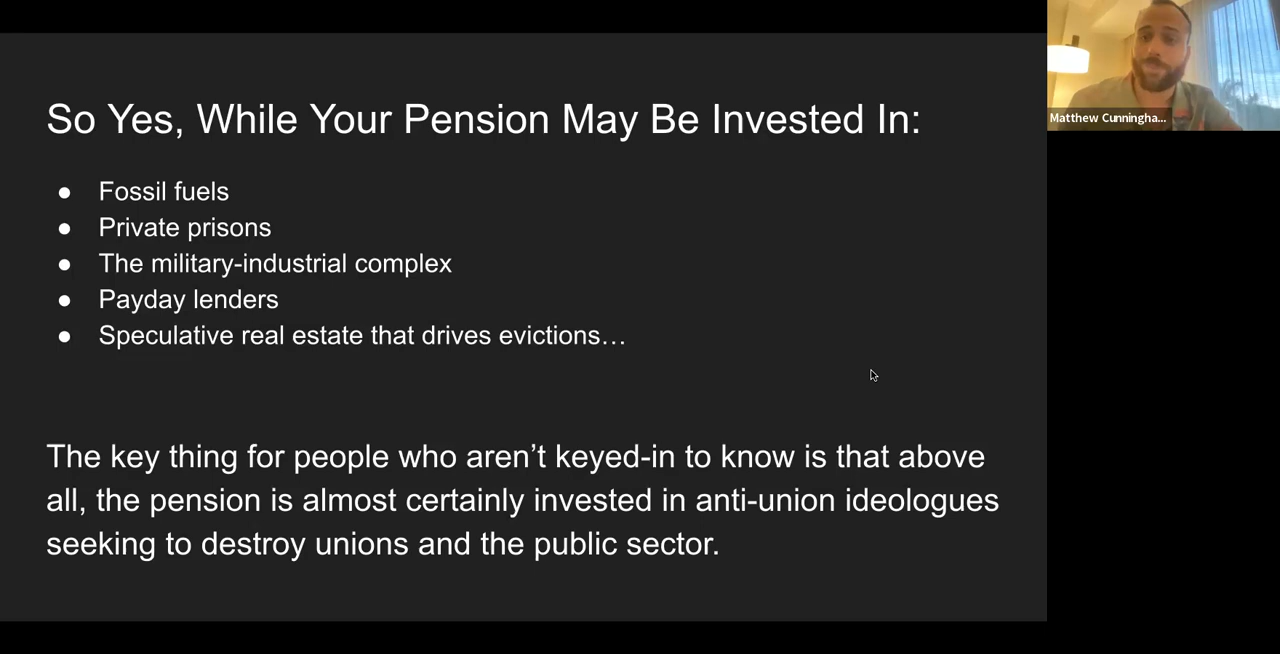 So Yes, While Your Pension May Be Invested In:
● Fossil fuels
● Private prisons
● The military-industrial complex
● Payday lenders
● Speculative real estate that drives evictions…
The key thing for people who aren’t keyed-in to know is that above
all, the pension is almost certainly invested in anti-union ideologues
seeking to destroy unions and the public sector.
Matthew Cunningha...